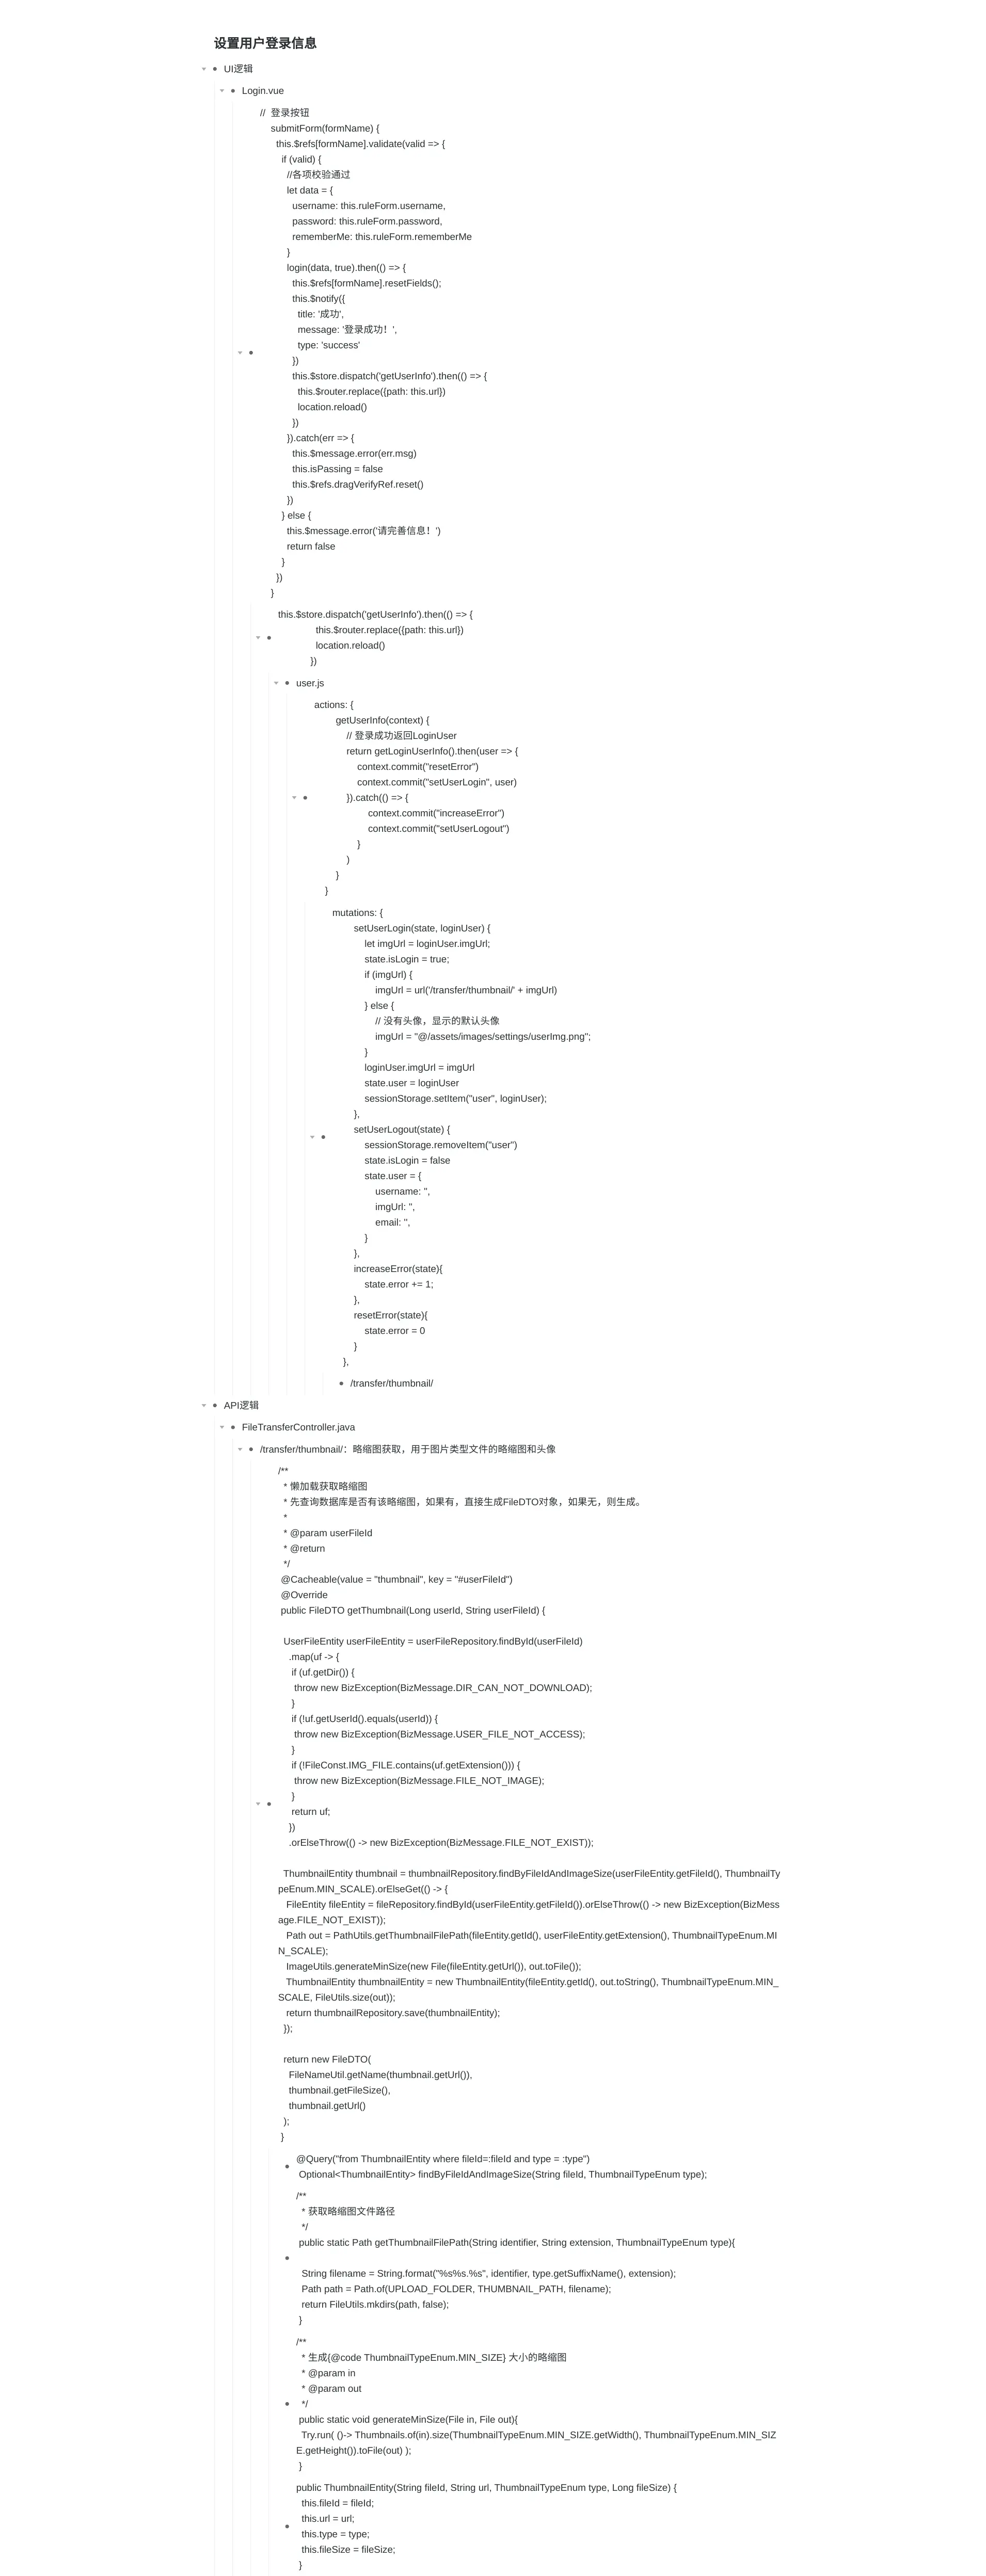 设置用户登录信息
UI逻辑
Login.vue
//  登录按钮
submitForm(formName) {
this.$refs[formName].validate(valid => {
if (valid) {
//各项校验通过
let data = {
username: this.ruleForm.username,
password: this.ruleForm.password,
rememberMe: this.ruleForm.rememberMe
}
login(data, true).then(() => {
this.$refs[formName].resetFields();
this.$notify({
title: '成功',
message: '登录成功！',
type: 'success'
})
this.$store.dispatch('getUserInfo').then(() => {
this.$router.replace({path: this.url})
location.reload()
})
}).catch(err => {
this.$message.error(err.msg)
this.isPassing = false
this.$refs.dragVerifyRef.reset()
})
} else {
this.$message.error('请完善信息！')
return false
}
})
}
this.$store.dispatch('getUserInfo').then(() => {
this.$router.replace({path: this.url})
location.reload()
})
user.js
actions: {
getUserInfo(context) {
// 登录成功返回LoginUser
return getLoginUserInfo().then(user => {
context.commit("resetError")
context.commit("setUserLogin", user)
}).catch(() => {
context.commit("increaseError")
context.commit("setUserLogout")
}
)
}
}
mutations: {
setUserLogin(state, loginUser) {
let imgUrl = loginUser.imgUrl;
state.isLogin = true;
if (imgUrl) {
imgUrl = url('/transfer/thumbnail/' + imgUrl)
} else {
// 没有头像，显示的默认头像
imgUrl = "@/assets/images/settings/userImg.png";
}
loginUser.imgUrl = imgUrl
state.user = loginUser
sessionStorage.setItem("user", loginUser);
},
setUserLogout(state) {
sessionStorage.removeItem("user")
state.isLogin = false
state.user = {
username: '',
imgUrl: '',
email: '',
}
},
increaseError(state){
state.error += 1;
},
resetError(state){
state.error = 0
}
},
/transfer/thumbnail/
API逻辑
FileTransferController.java
/transfer/thumbnail/：略缩图获取，用于图片类型文件的略缩图和头像
/**
* 懒加载获取略缩图
* 先查询数据库是否有该略缩图，如果有，直接生成FileDTO对象，如果无，则生成。
*
* @param userFileId
* @return
*/
@Cacheable(value = "thumbnail", key = "#userFileId")
@Override
public FileDTO getThumbnail(Long userId, String userFileId) {
UserFileEntity userFileEntity = userFileRepository.findById(userFileId)
.map(uf -> {
if (uf.getDir()) {
throw new BizException(BizMessage.DIR_CAN_NOT_DOWNLOAD);
}
if (!uf.getUserId().equals(userId)) {
throw new BizException(BizMessage.USER_FILE_NOT_ACCESS);
}
if (!FileConst.IMG_FILE.contains(uf.getExtension())) {
throw new BizException(BizMessage.FILE_NOT_IMAGE);
}
return uf;
})
.orElseThrow(() -> new BizException(BizMessage.FILE_NOT_EXIST));
ThumbnailEntity thumbnail = thumbnailRepository.findByFileIdAndImageSize(userFileEntity.getFileId(), ThumbnailTy
peEnum.MIN_SCALE).orElseGet(() -> {
FileEntity fileEntity = fileRepository.findById(userFileEntity.getFileId()).orElseThrow(() -> new BizException(BizMess
age.FILE_NOT_EXIST));
Path out = PathUtils.getThumbnailFilePath(fileEntity.getId(), userFileEntity.getExtension(), ThumbnailTypeEnum.MI
N_SCALE);
ImageUtils.generateMinSize(new File(fileEntity.getUrl()), out.toFile());
ThumbnailEntity thumbnailEntity = new ThumbnailEntity(fileEntity.getId(), out.toString(), ThumbnailTypeEnum.MIN_
SCALE, FileUtils.size(out));
return thumbnailRepository.save(thumbnailEntity);
});
return new FileDTO(
FileNameUtil.getName(thumbnail.getUrl()),
thumbnail.getFileSize(),
thumbnail.getUrl()
);
}
@Query("from ThumbnailEntity where fileId=:fileId and type = :type")
Optional<ThumbnailEntity> findByFileIdAndImageSize(String fileId, ThumbnailTypeEnum type);
/**
* 获取略缩图文件路径
*/
public static Path getThumbnailFilePath(String identifier, String extension, ThumbnailTypeEnum type){
String filename = String.format("%s%s.%s", identifier, type.getSuffixName(), extension);
Path path = Path.of(UPLOAD_FOLDER, THUMBNAIL_PATH, filename);
return FileUtils.mkdirs(path, false);
}
/**
* 生成{@code ThumbnailTypeEnum.MIN_SIZE} 大小的略缩图
* @param in
* @param out
*/
public static void generateMinSize(File in, File out){
Try.run( ()-> Thumbnails.of(in).size(ThumbnailTypeEnum.MIN_SIZE.getWidth(), ThumbnailTypeEnum.MIN_SIZ
E.getHeight()).toFile(out) );
}
public ThumbnailEntity(String fileId, String url, ThumbnailTypeEnum type, Long fileSize) {
this.fileId = fileId;
this.url = url;
this.type = type;
this.fileSize = fileSize;
}